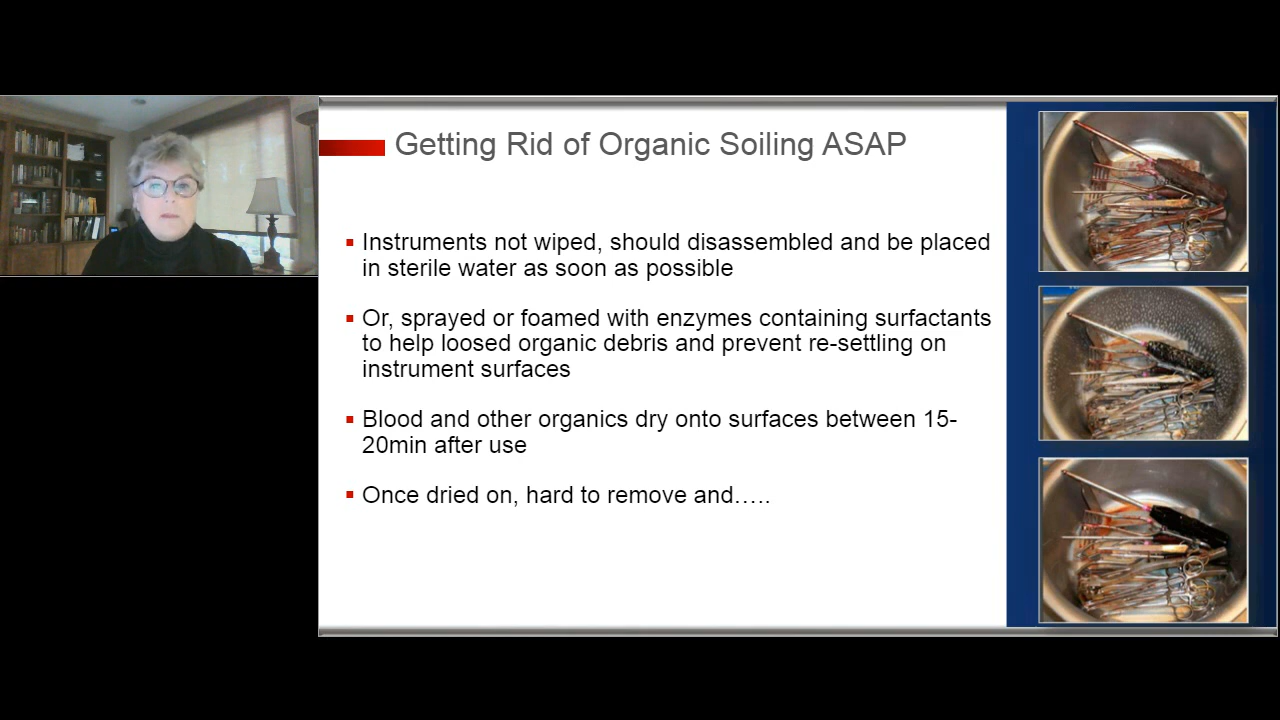 Getting Rid of Organic Soiling ASAP
Instruments not wiped, should disassembled and be placed
in sterile water as soon as possible
Or, sprayed or foamed with enzymes containing surfactants
to help loosed organic debris and prevent re-settling on
instrument surfaces
Blood and other organics dry onto surfaces between 15-
20min after use
Once dried on, hard to remove and…..